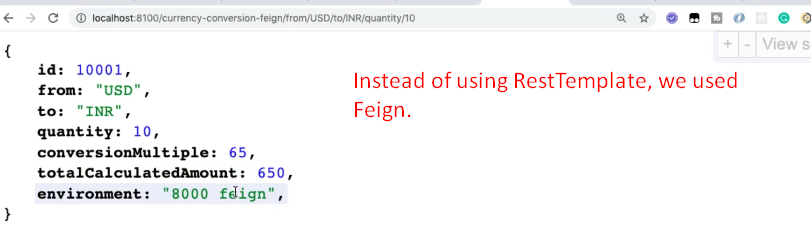 localhost:8100/currency-conversion-feign/from/USD/to/INR/quantity/10
+ - View s
{
id: 10001,
from: "USD",
to: "INR",
quantity: 10,
conversionMultiple: 65,
totalCalculatedAmount: 650,
environment: "8000 feign",
}
Instead of using RestTemplate, we used
Feign.